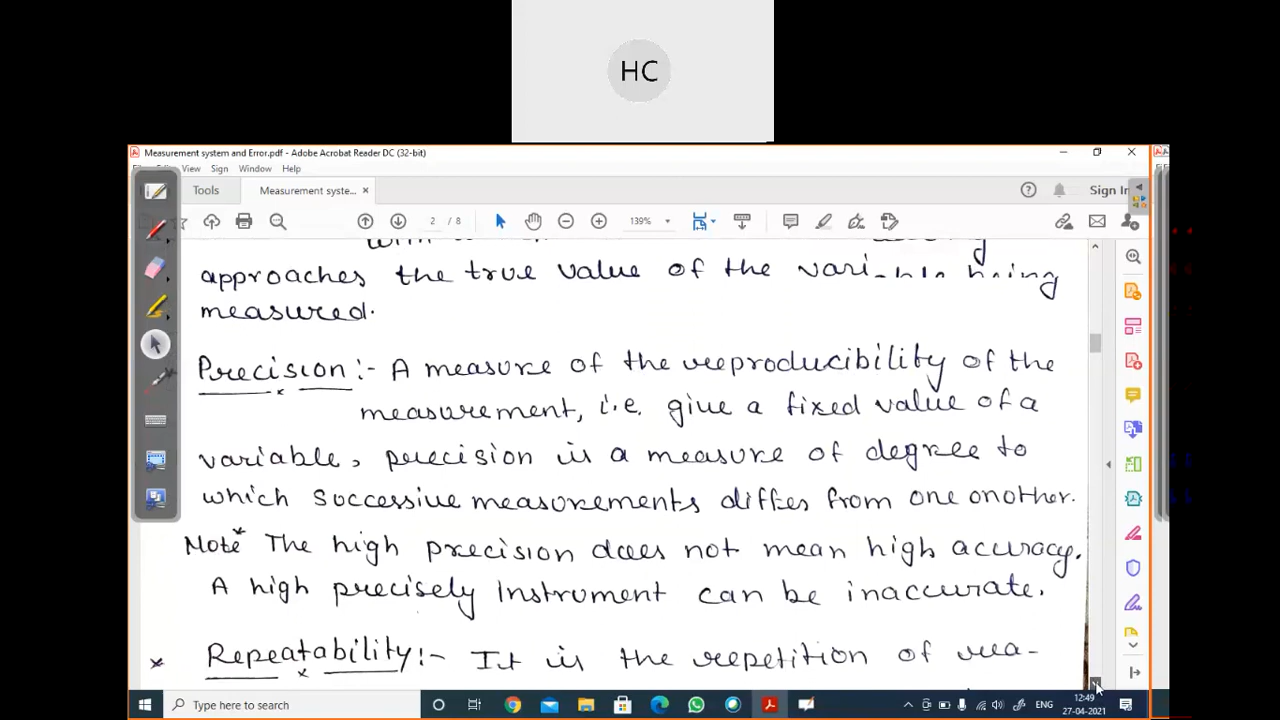 HC
Measurement system and Error.pdf - Adobe Acrobat Reader DC (32-bit)
View Sign Window Help
Tools Measurement syste... × Sign In
2 / 8 139%
approaches the true value of the being
measured.
Precision :- A measure of the reproducibility of the
measurement, i.e. give a fixed value of a
variable, precision is a measure of degree to
which successive measurements differs from one onother.
Note* The high precision does not mean high accuracy.
A high precisely instrument can be inaccurate.
* Repeatability :- It is the repetition of mea-
Type here to search
ENG
12:49
27-04-2021